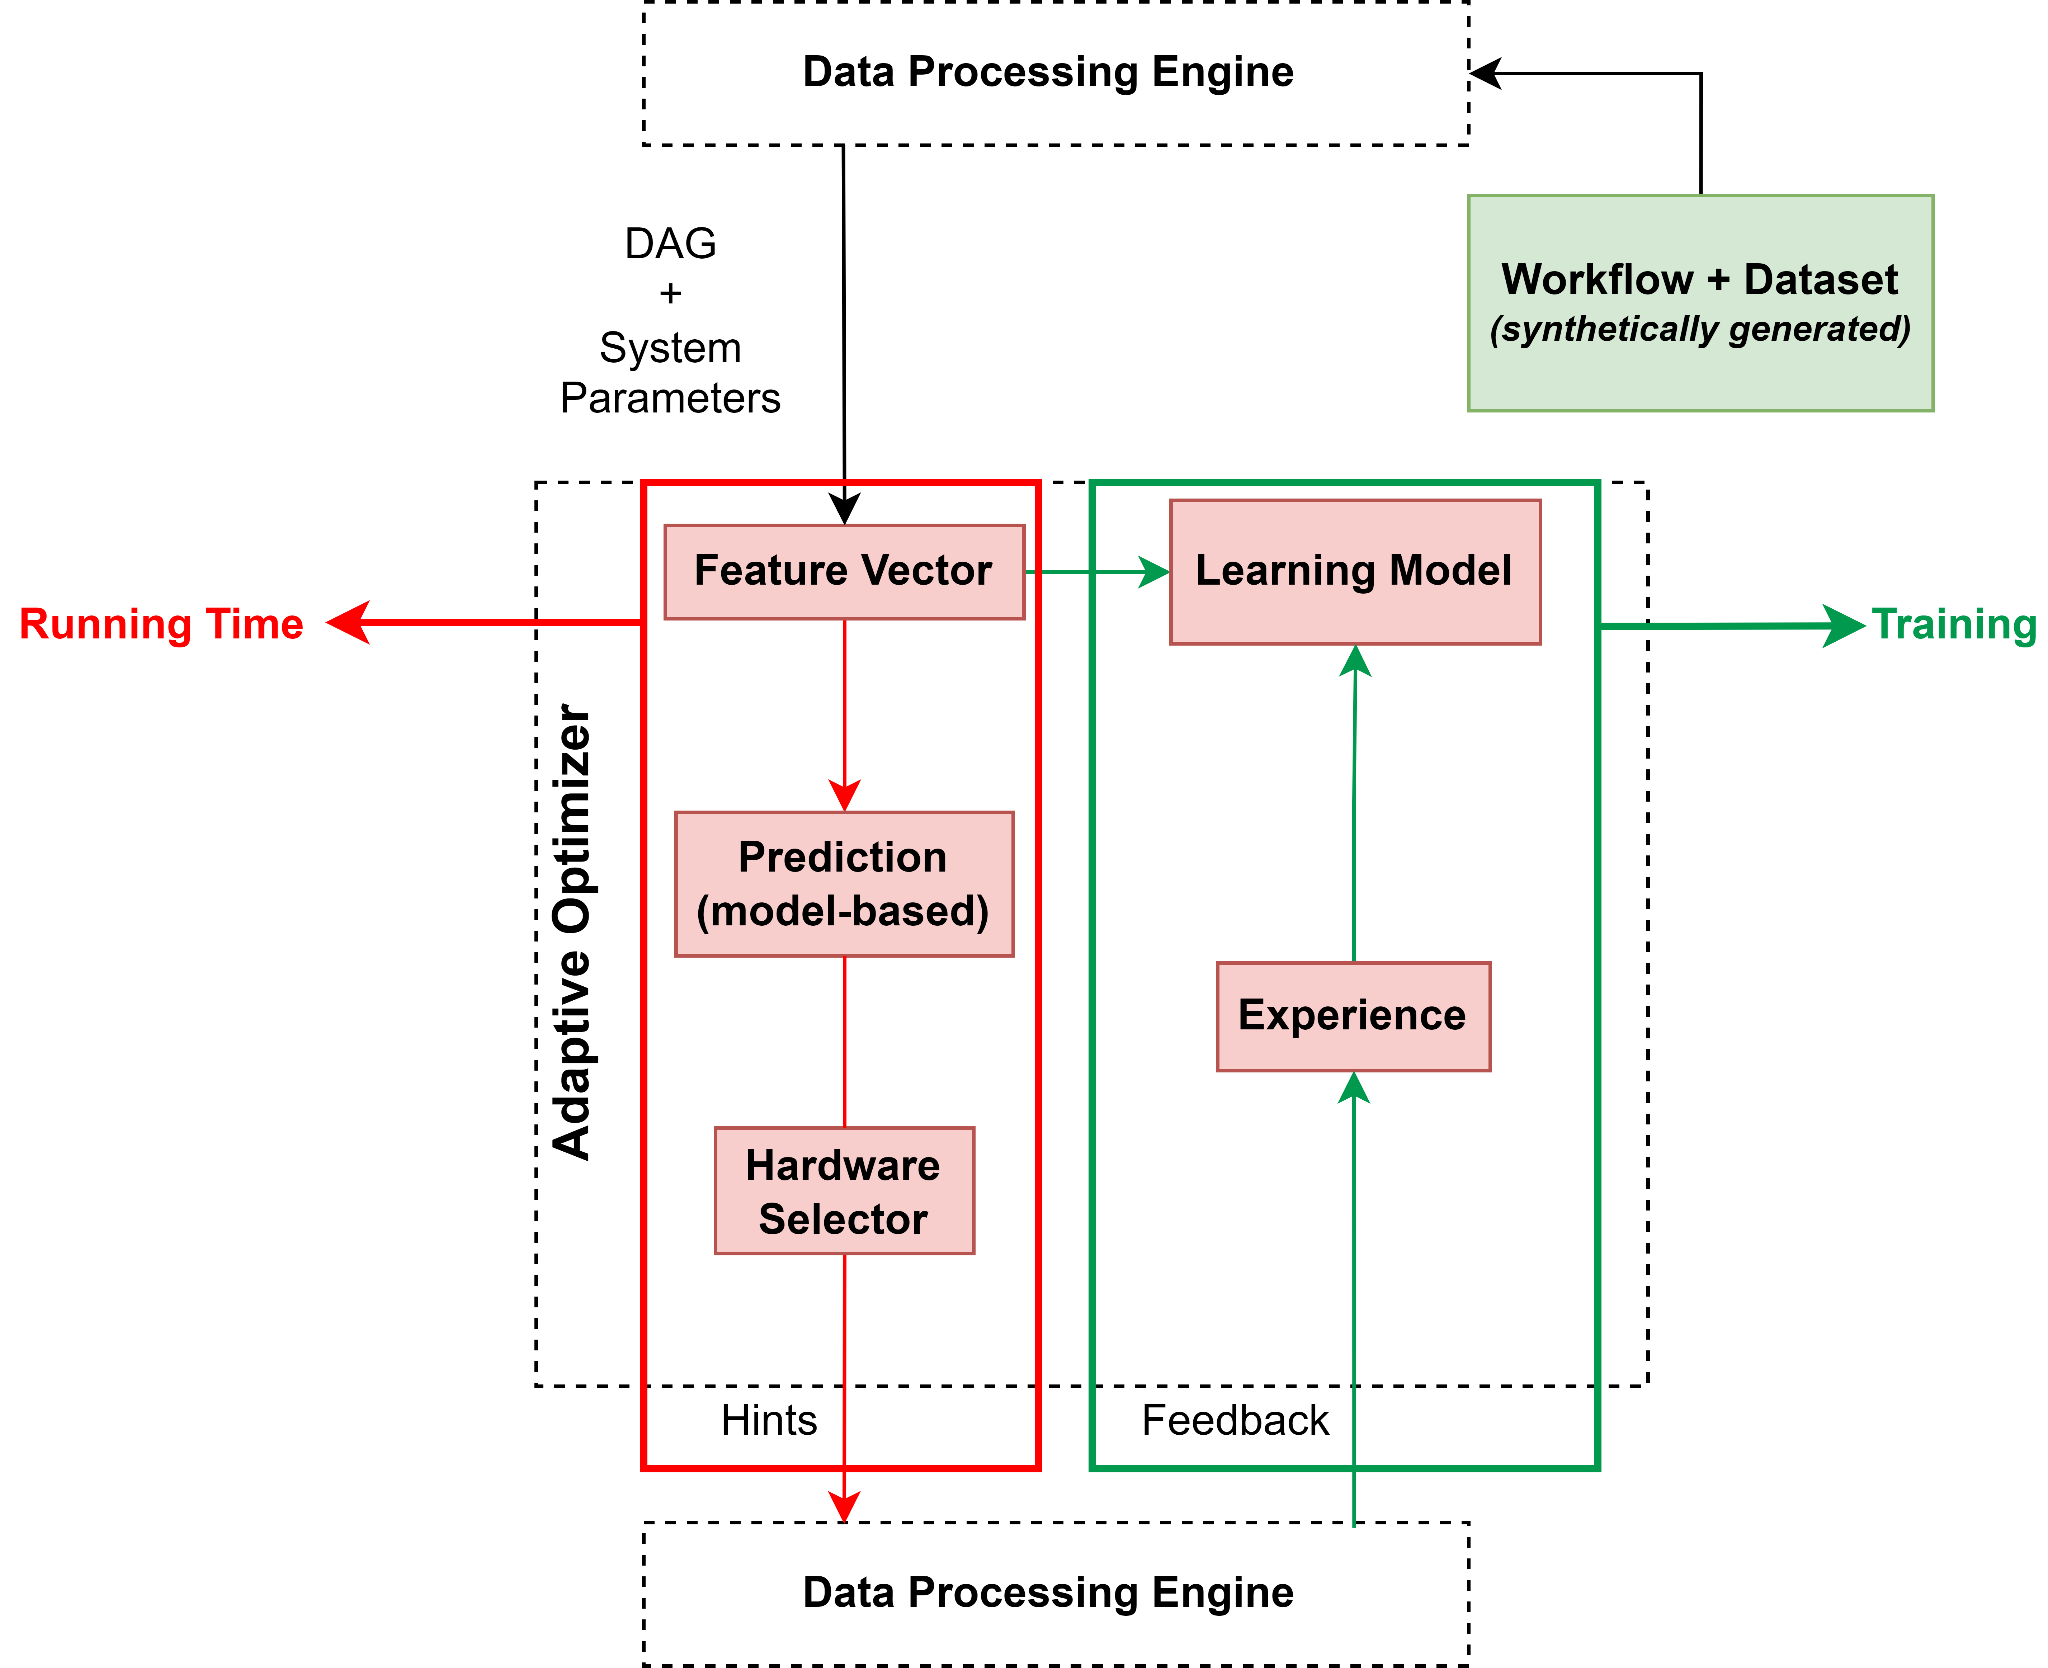 Data Processing Engine
DAG
+
System
Parameters
Workflow + Dataset
(synthetically generated)
Feature Vector
Learning Model
Running Time
Training
Adaptive Optimizer
Prediction
(model-based)
Experience
Hardware
Selector
Hints
Feedback
Data Processing Engine